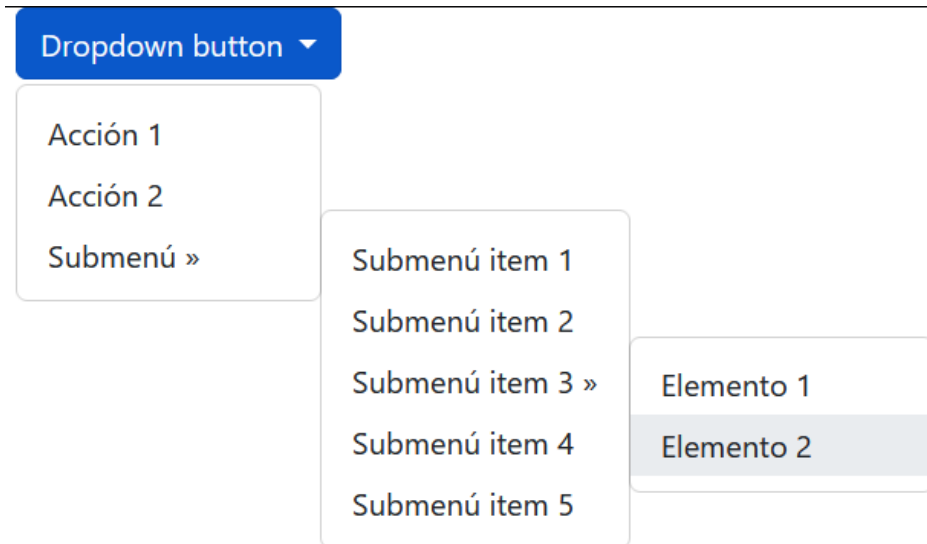 Dropdown button
Acción 1
Acción 2
Submenú »
Submenú item 1
Submenú item 2
Submenú item 3 »
Submenú item 4
Submenú item 5
Elemento 1
Elemento 2